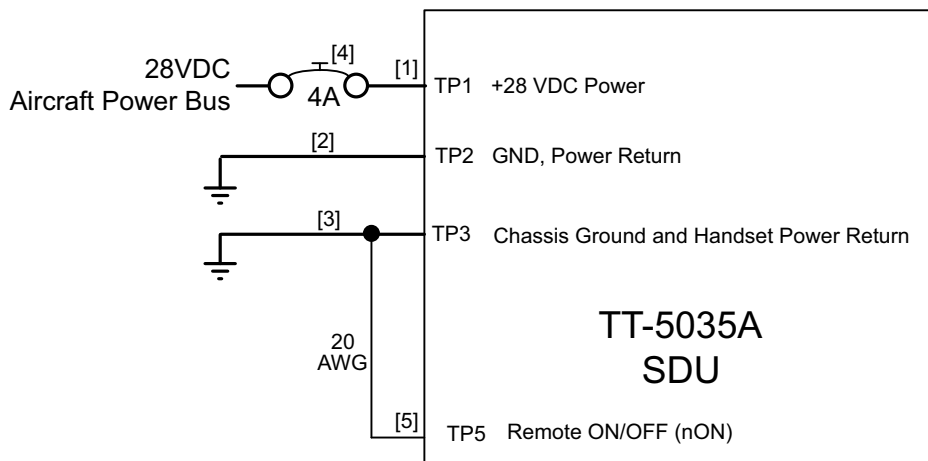 28VDC
Aircraft Power Bus
[4]
4A
[1]
TP1 +28 VDC Power
[2]
TP2 GND, Power Return
[3]
TP3 Chassis Ground and Handset Power Return
TT-5035A
SDU
20
AWG
[5]
TP5 Remote ON/OFF (nON)